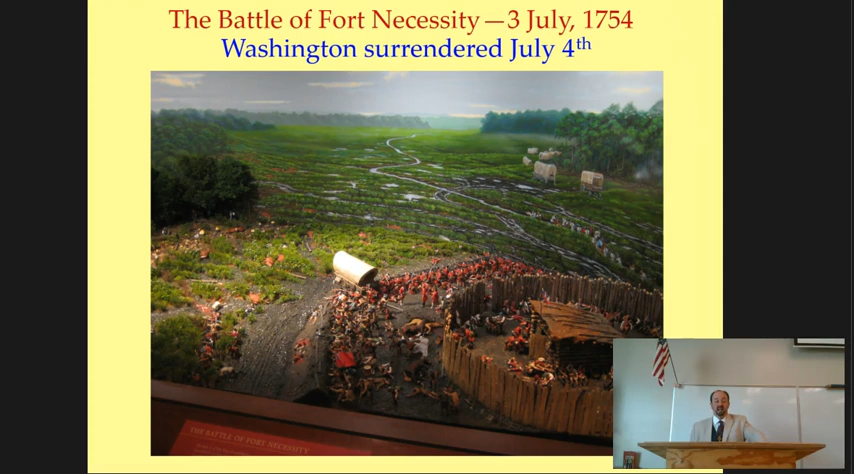 The Battle of Fort Necessity—3 July, 1754
Washington surrendered July 4th
THE BATTLE OF FORT NECESSITY